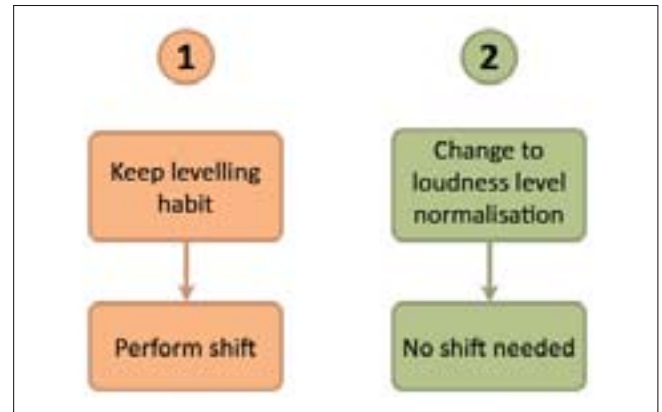 1
Keep levelling
habit
Perform shift
2
Change to
loudness level
normalisation
No shift needed